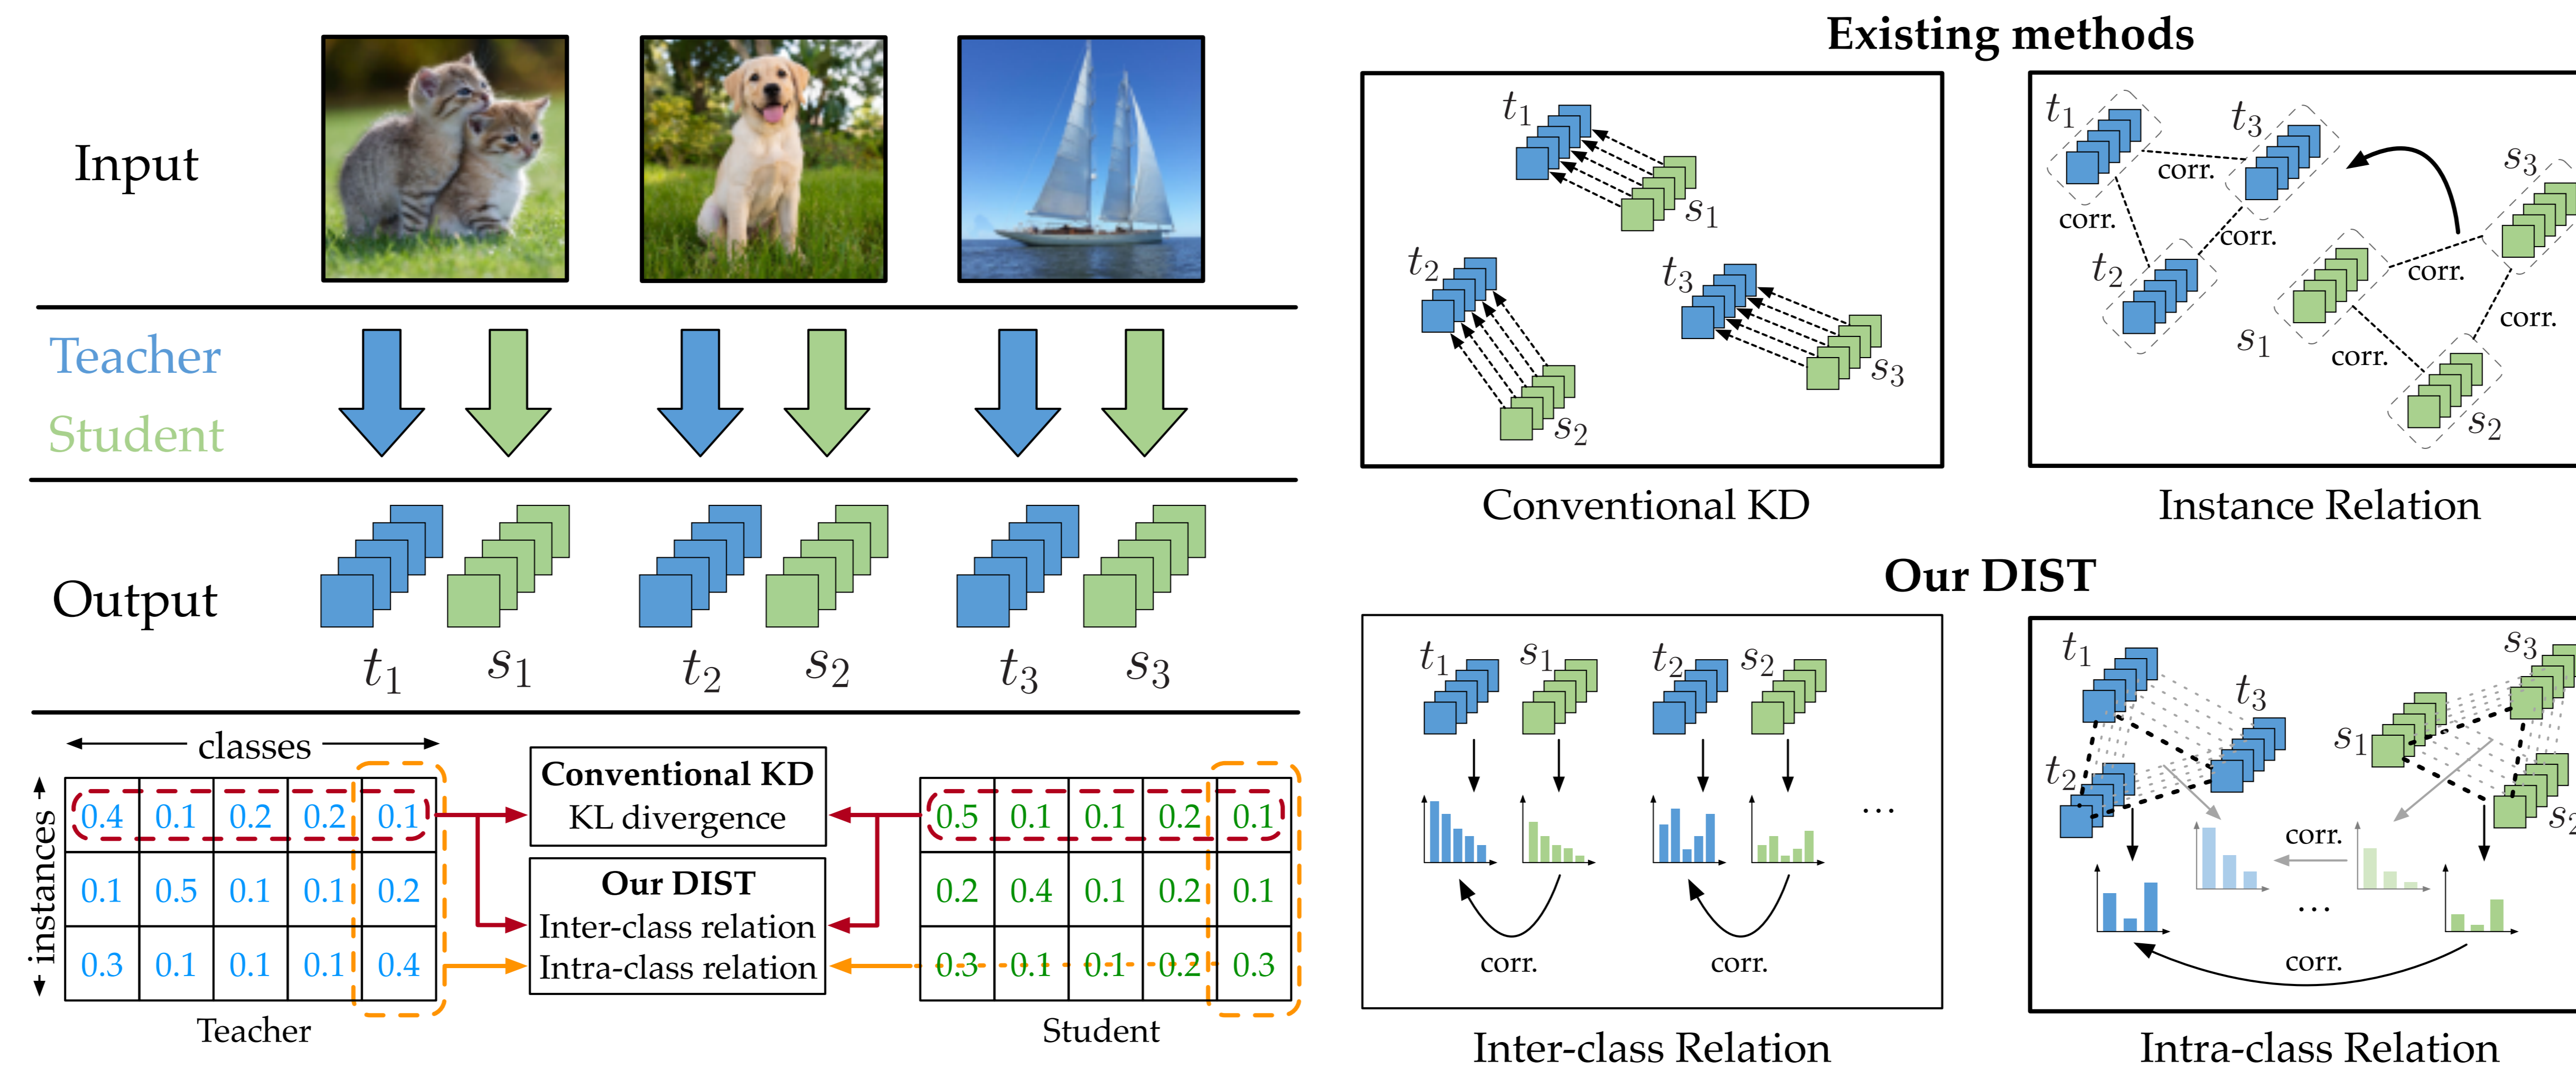 Input
Teacher
Student
Output
t1 s1 t2 s2 t3 s3
classes
instances
0.4 0.1 0.2 0.2 0.1
0.1 0.5 0.1 0.1 0.2
0.3 0.1 0.1 0.1 0.4
Teacher
Conventional KD
KL divergence
Our DIST
Inter-class relation
Intra-class relation
0.5 0.1 0.1 0.2 0.1
0.2 0.4 0.1 0.2 0.1
0.3 0.1 0.1 0.2 0.3
Student
Existing methods
t1
s1
t2
t3
s3
s2
Conventional KD
t1
t3
s3
corr.
corr.
corr.
t2
corr.
corr.
s1
corr.
s2
Instance Relation
Our DIST
t1 s1 t2 s2
...
corr. corr.
Inter-class Relation
t1
s3
t3
s1
t2
s2
corr.
...
corr.
Intra-class Relation